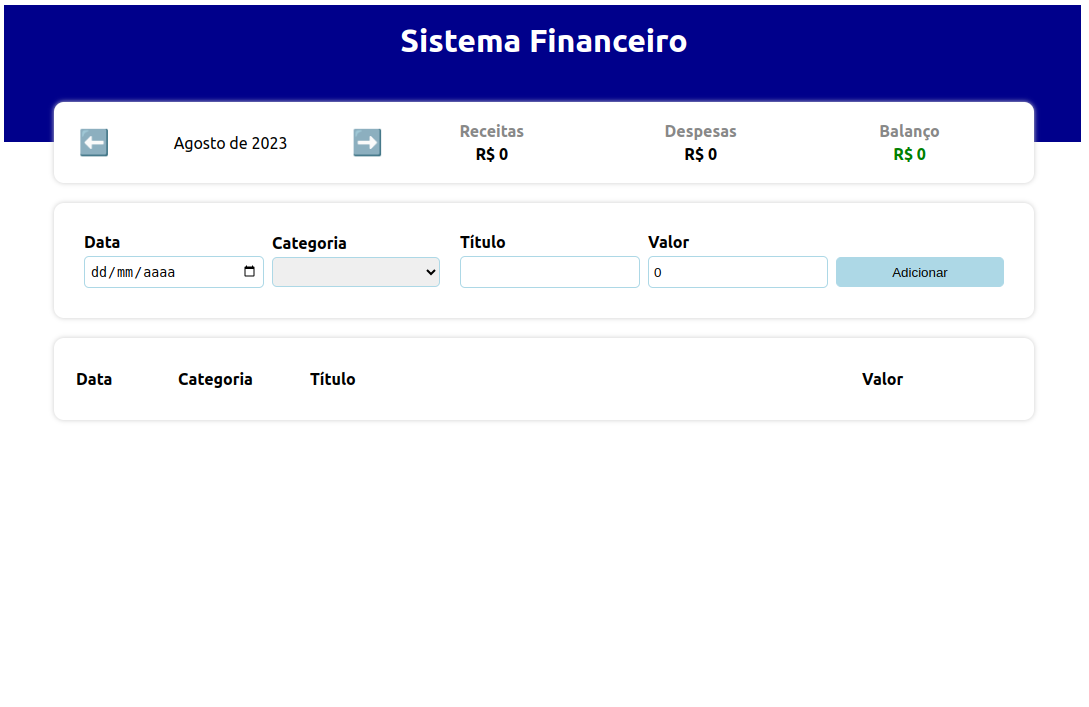 Sistema Financeiro
Agosto de 2023
Receitas
R$ 0
Despesas
R$ 0
Balanço
R$ 0
Data
dd/mm/aaaa
Categoria
Título
Valor
0
Adicionar
Data Categoria Título Valor